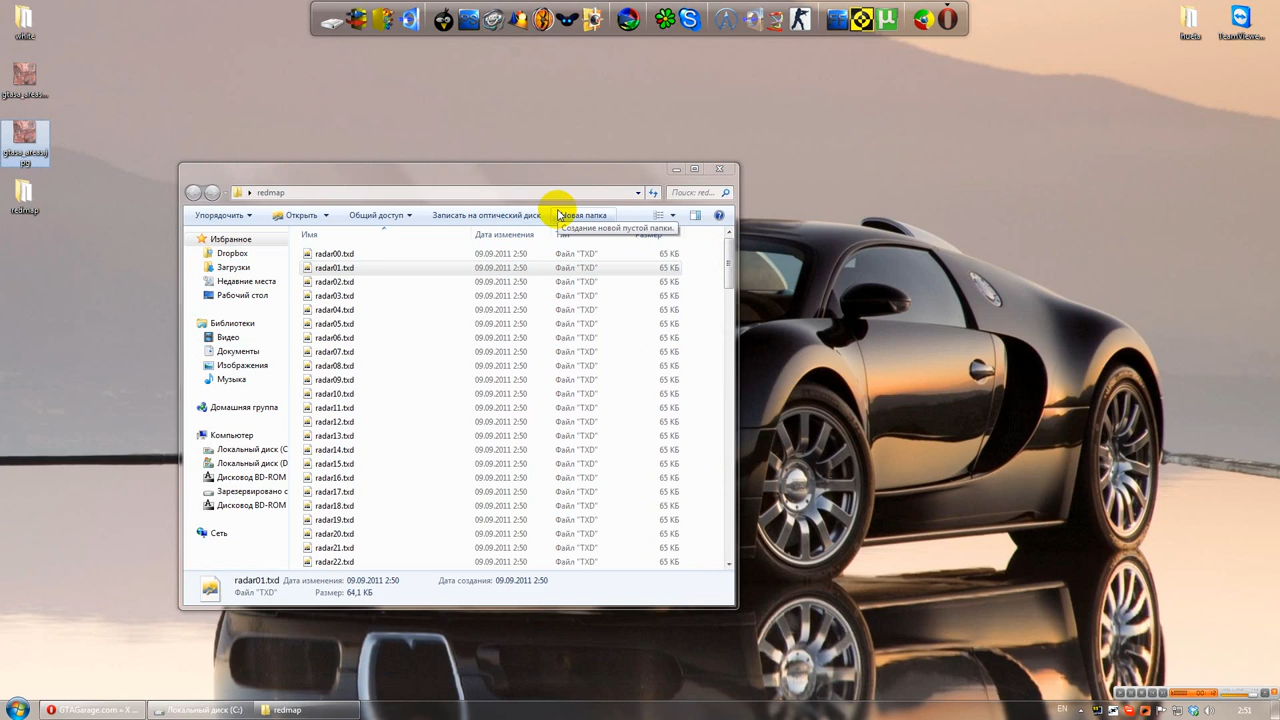 white
gtasa_areas...
gtasa_areas.j
pg
redmap
hueta
TeamViewe...
redmap
Поиск: red...
Упорядочить
Открыть
Общий доступ
Записать на оптический диск
Новая папка
Создание новой пустой папки.
Имя
Дата изменения
Тип
Размер
Избранное
Dropbox
Загрузки
Недавние места
Рабочий стол
Библиотеки
Видео
Документы
Изображения
Музыка
Домашняя группа
Компьютер
Локальный диск (C
Локальный диск (D
Дисковод BD-ROM
Зарезервировано с
Дисковод BD-ROM
Сеть
radar00.txd 09.09.2011 2:50 Файл "TXD" 65 КБ
radar01.txd 09.09.2011 2:50 Файл "TXD" 65 КБ
radar02.txd 09.09.2011 2:50 Файл "TXD" 65 КБ
radar03.txd 09.09.2011 2:50 Файл "TXD" 65 КБ
radar04.txd 09.09.2011 2:50 Файл "TXD" 65 КБ
radar05.txd 09.09.2011 2:50 Файл "TXD" 65 КБ
radar06.txd 09.09.2011 2:50 Файл "TXD" 65 КБ
radar07.txd 09.09.2011 2:50 Файл "TXD" 65 КБ
radar08.txd 09.09.2011 2:50 Файл "TXD" 65 КБ
radar09.txd 09.09.2011 2:50 Файл "TXD" 65 КБ
radar10.txd 09.09.2011 2:50 Файл "TXD" 65 КБ
radar11.txd 09.09.2011 2:50 Файл "TXD" 65 КБ
radar12.txd 09.09.2011 2:50 Файл "TXD" 65 КБ
radar13.txd 09.09.2011 2:50 Файл "TXD" 65 КБ
radar14.txd 09.09.2011 2:50 Файл "TXD" 65 КБ
radar15.txd 09.09.2011 2:50 Файл "TXD" 65 КБ
radar16.txd 09.09.2011 2:50 Файл "TXD" 65 КБ
radar17.txd 09.09.2011 2:50 Файл "TXD" 65 КБ
radar18.txd 09.09.2011 2:50 Файл "TXD" 65 КБ
radar19.txd 09.09.2011 2:50 Файл "TXD" 65 КБ
radar20.txd 09.09.2011 2:50 Файл "TXD" 65 КБ
radar21.txd 09.09.2011 2:50 Файл "TXD" 65 КБ
radar22.txd 09.09.2011 2:50 Файл "TXD" 65 КБ
radar01.txd Дата изменения: 09.09.2011 2:50 Дата создания: 09.09.2011 2:50
Файл "TXD" Размер: 64,1 КБ
GTAGarage.com » X ...
Локальный диск (C:)
redmap
EN
2:51